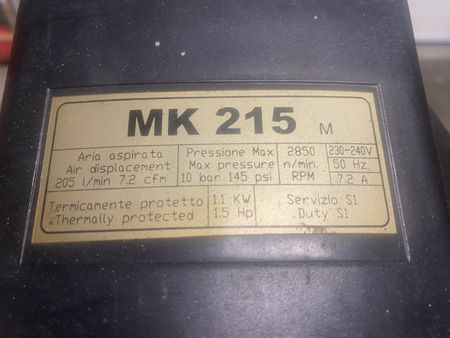 MK 215 M
Aria aspirata
Air displacement
205 l/min 7.2 cfm
Pressione Max
Max pressure
10 bar 145 psi
2850
n/min.
RPM
230~240V
50 Hz
7.2 A
Termicamente protetto
Thermally protected
1.1 KW
1.5 Hp
Servizio S1
Duty S1